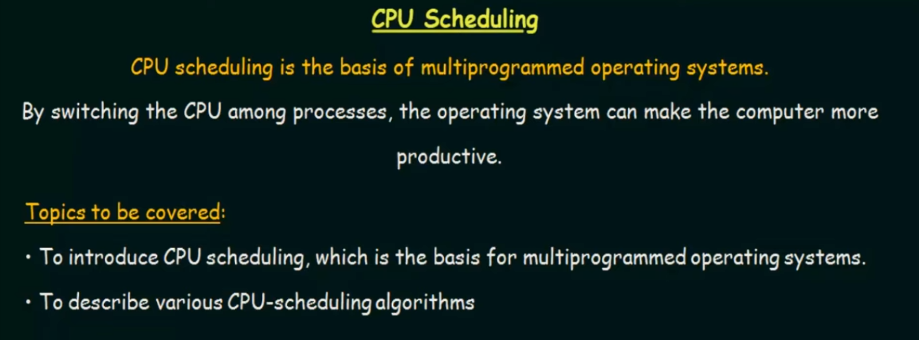 CPU Scheduling
CPU scheduling is the basis of multiprogrammed operating systems.
By switching the CPU among processes, the operating system can make the computer more
productive.
Topics to be covered:
• To introduce CPU scheduling, which is the basis for multiprogrammed operating systems.
• To describe various CPU-scheduling algorithms